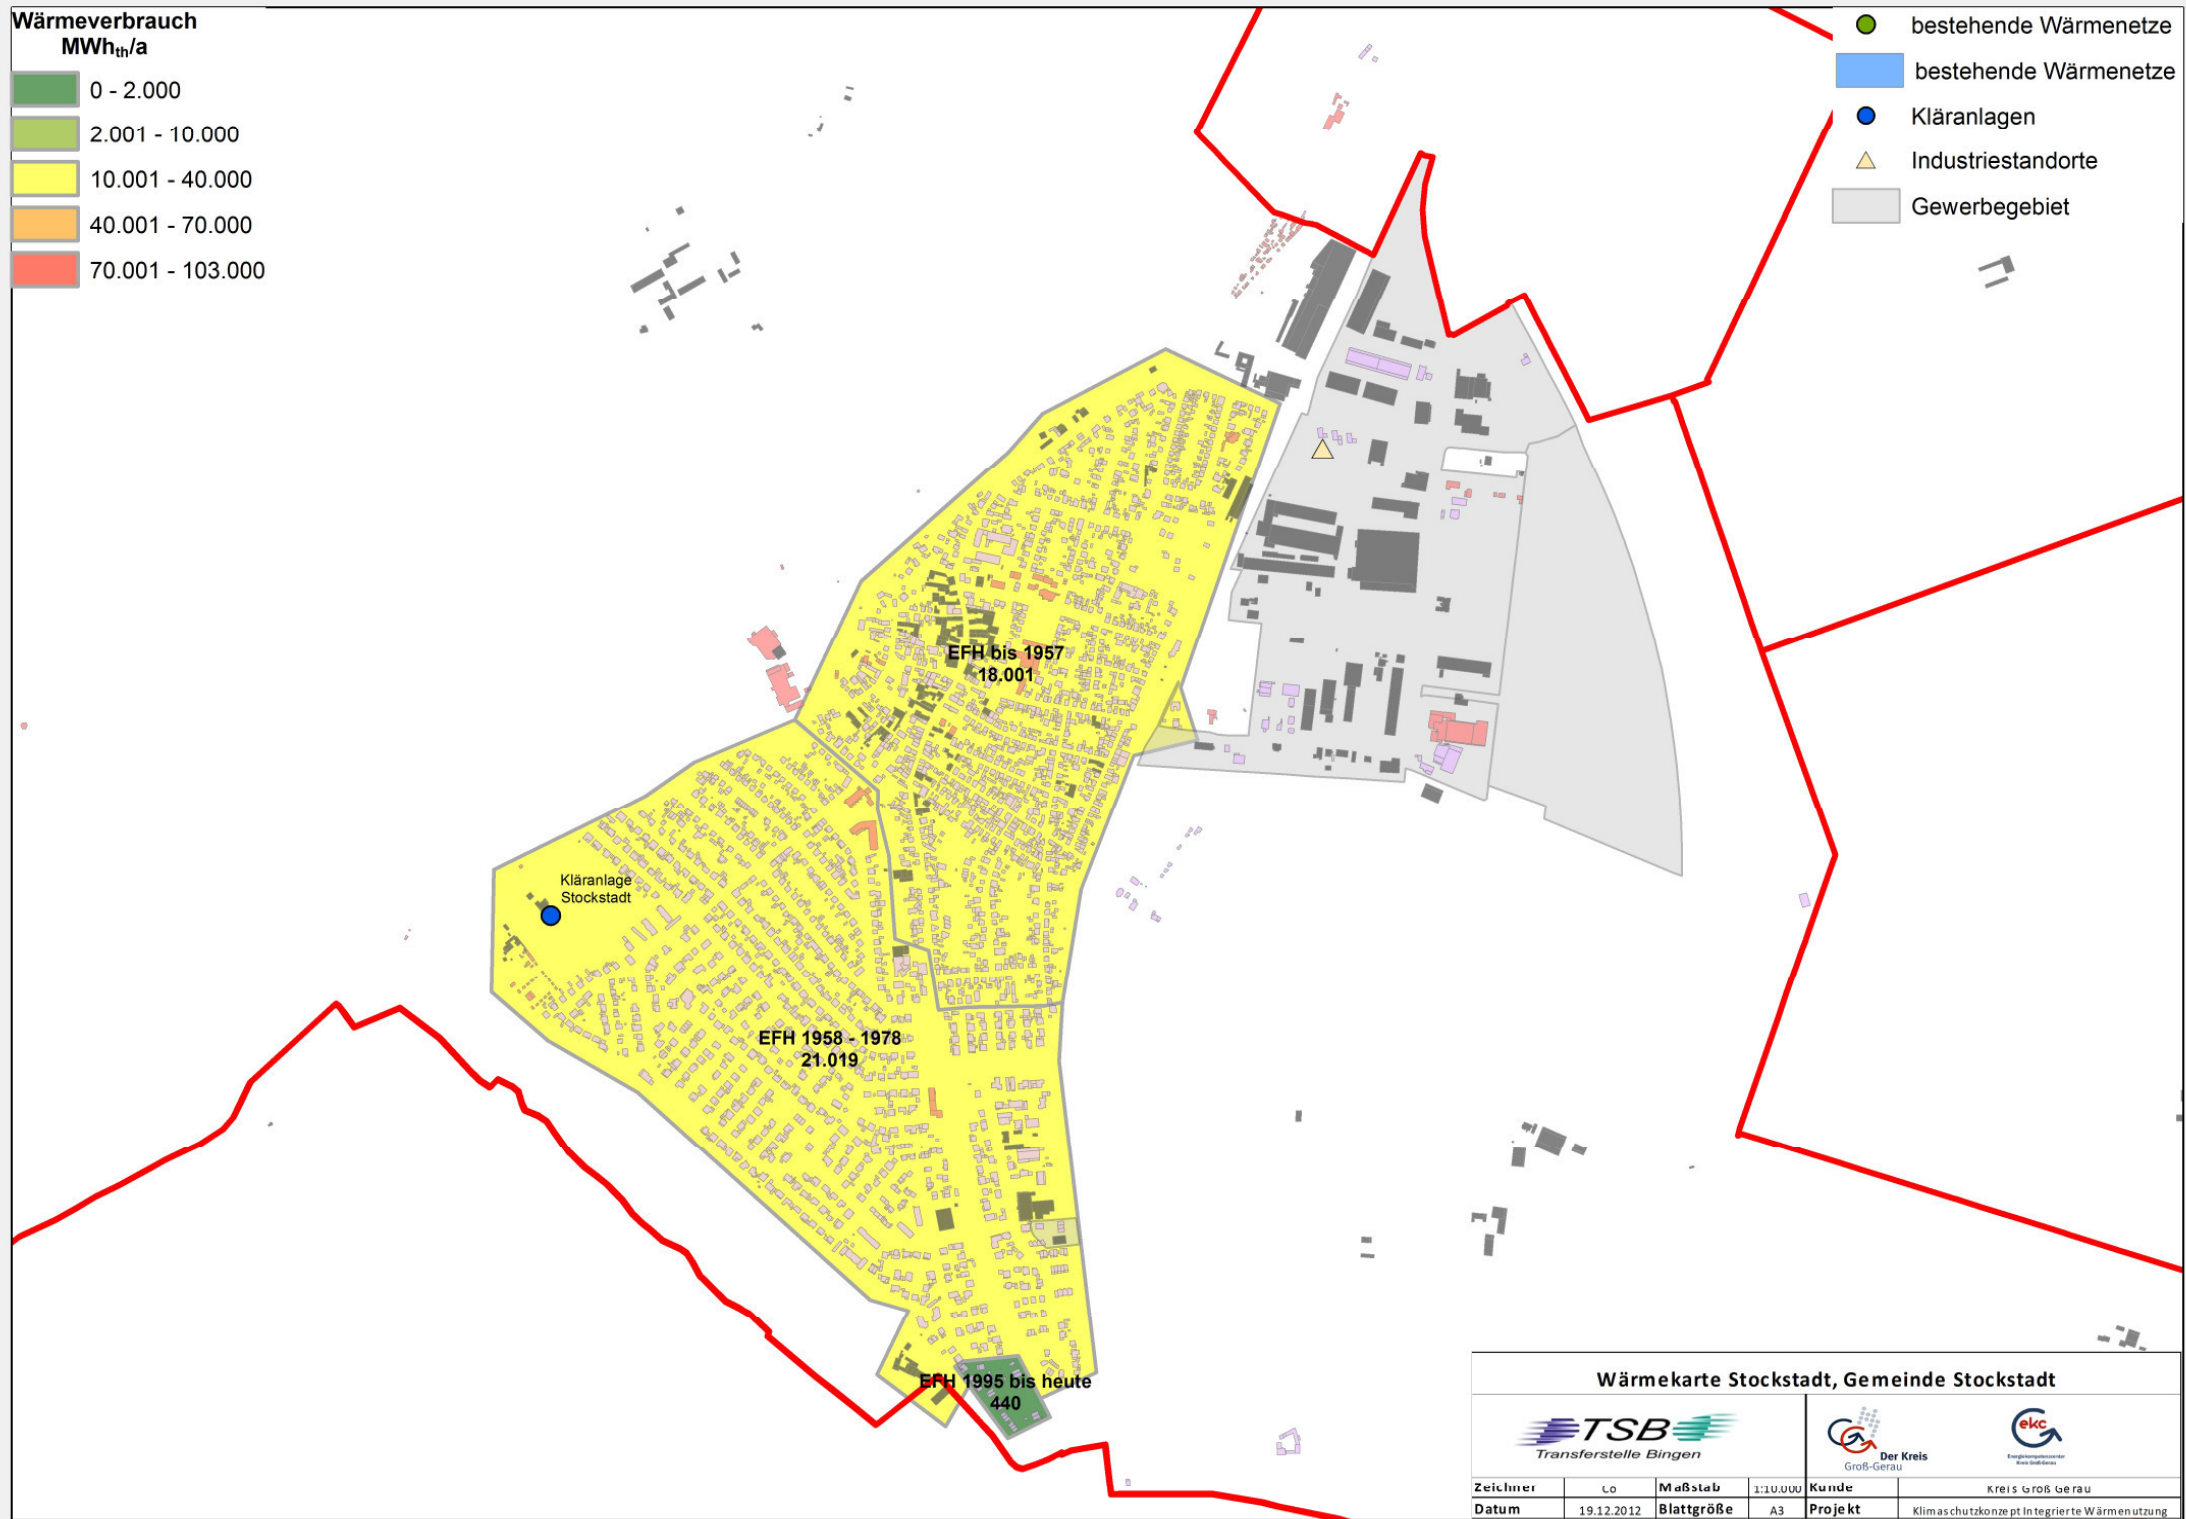 Wärmeverbrauch
MWhth/a
0 - 2.000
2.001 - 10.000
10.001 - 40.000
40.001 - 70.000
70.001 - 103.000
bestehende Wärmenetze
bestehende Wärmenetze
Kläranlagen
Industriestandorte
Gewerbegebiet
EFH bis 1957
18.001
Kläranlage
Stockstadt
EFH 1958 - 1978
21.019
EFH 1995 bis heute
440
Wärmekarte Stockstadt, Gemeinde Stockstadt
TSB
Transferstelle Bingen
Der Kreis
Groß-Gerau
ekc
Energiekompetenzcenter
Kreis Groß-Gerau
Zeichner Co Maßstab 1:10.000 Kunde Kreis Groß Gerau
Datum 19.12.2012 Blattgröße A3 Projekt Klimaschutzkonzept Integrierte Wärmenutzung